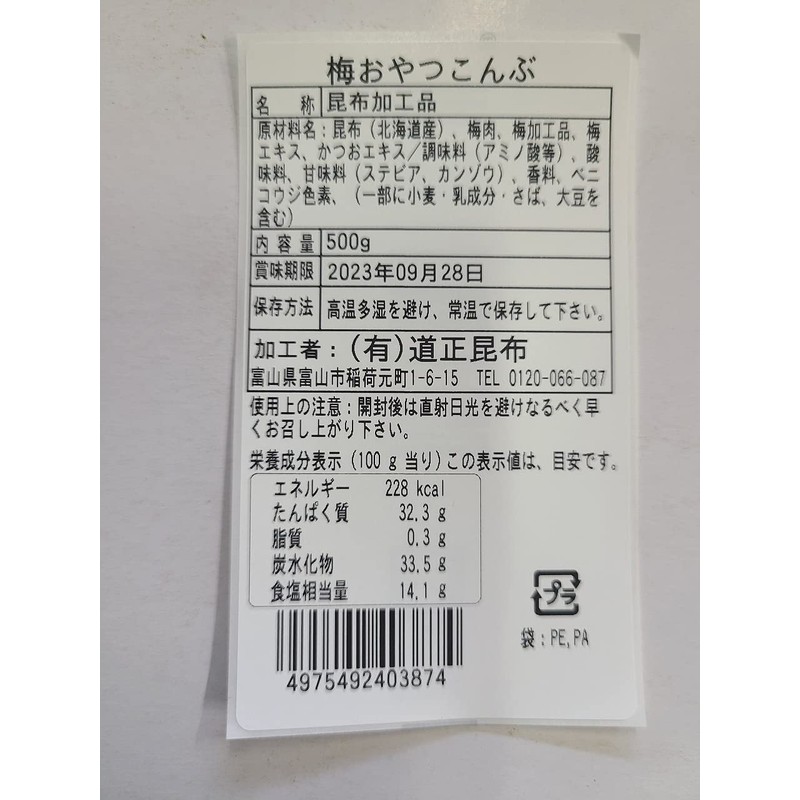 梅おやつこんぶ
名 称 昆布加工品
原材料名：昆布（北海道産）、梅肉、梅加工品、梅
エキス、かつおエキス／調味料（アミノ酸等）、酸
味料、甘味料（ステビア、カンゾウ）、香料、ベニ
コウジ色素、（一部に小麦・乳成分・さば、大豆を
含む）
内 容 量 500g
賞味期限 2023年09月28日
保存方法 高温多湿を避け、常温で保存して下さい。
加工者：（有）道正昆布
富山県富山市稲荷元町1-6-15 TEL 0120-066-087
使用上の注意：開封後は直射日光を避けなるべく早
くお召し上がり下さい。
栄養成分表示（100 g 当り）この表示値は、目安です。
エネルギー 228 kcal
たんぱく質 32.3 g
脂質 0.3 g
炭水化物 33.5 g
食塩相当量 14.1 g
プラ
袋：PE,PA
4975492403874